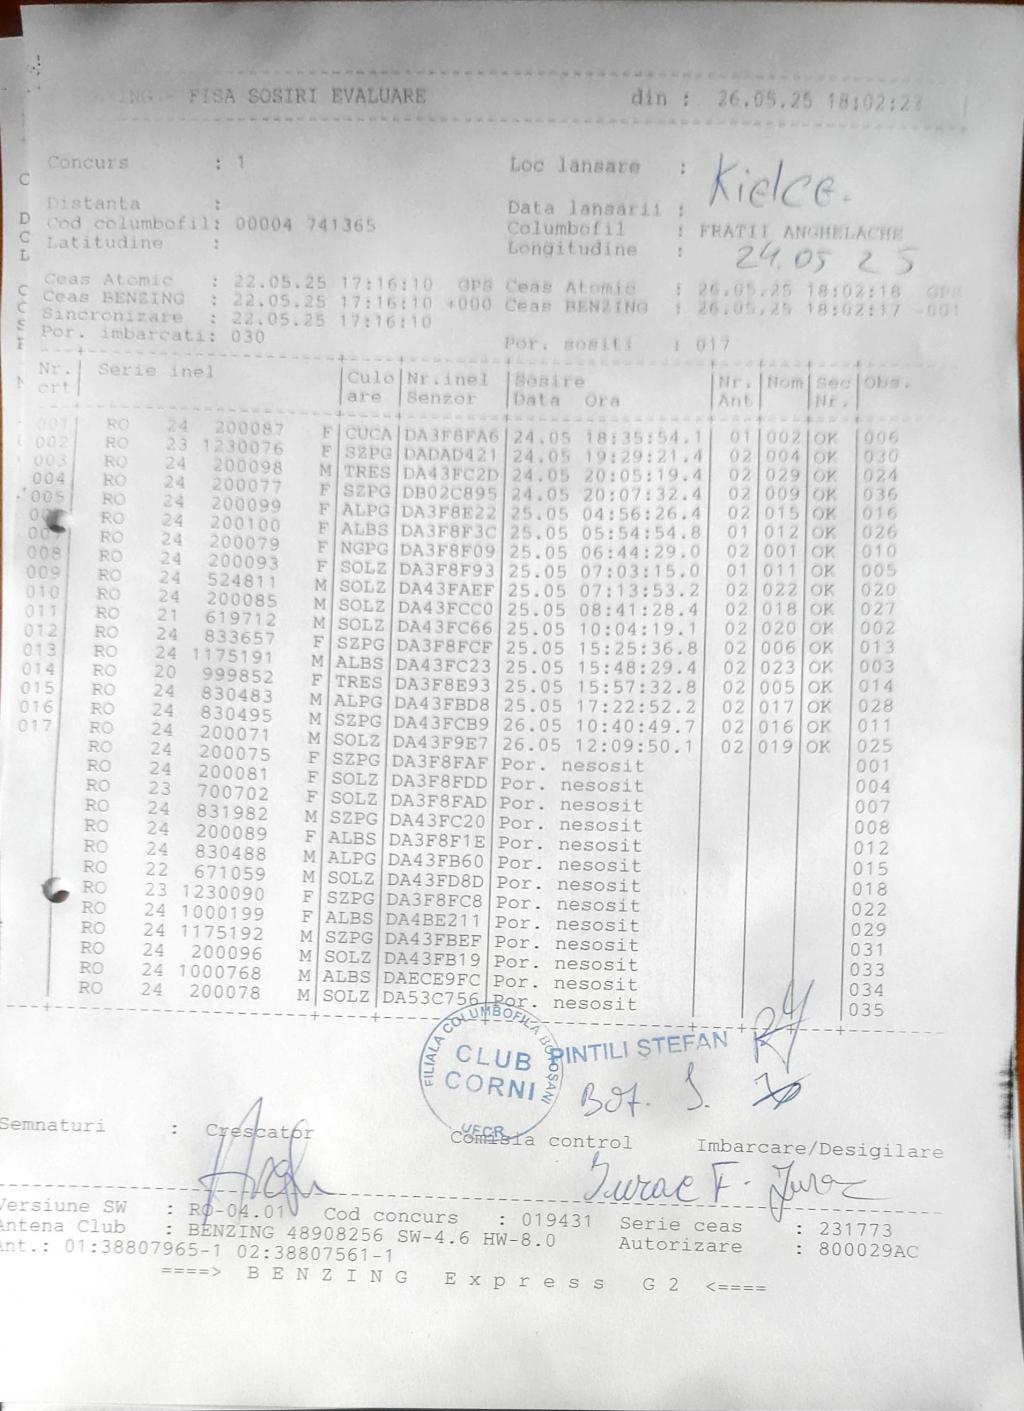 FISA SOSIRI EVALUARE din : 26.05.25 18:02:23
Concurs : 1 Loc lansare : Kielce.
Distanta : Data lansarii :
Cod columbofil: 00004 741365 Columbofil : FRATII ANGHELACHE
Latitudine : Longitudine : 24.05 25
Ceas Atomic : 22.05.25 17:16:10 GPS Ceas Atomic : 26.05.25 18:02:18 GPS
Ceas BENZING : 22.05.25 17:16:10 +000 Ceas BENZING : 26.05.25 18:02:17 -001
Sincronizare : 22.05.25 17:16:10
Por. imbarcati: 030 Por. sositi : 017
Nr. Serie inel Culo Nr.inel Sosire Nr. Nom Sec Obs.
crt are Senzor Data Ora Ant Nr.
001 RO 24 200087 F CUCA DA3F8FA6 24.05 18:35:54.1 01 002 OK 006
002 RO 23 1230076 F SZPG DADAD421 24.05 19:29:21.4 02 004 OK 030
003 RO 24 200098 M TRES DA43FC2D 24.05 20:05:19.4 02 029 OK 024
004 RO 24 200077 F SZPG DB02C895 24.05 20:07:32.4 02 009 OK 036
005 RO 24 200099 F ALPG DA3F8E22 25.05 04:56:26.4 02 015 OK 016
RO 24 200100 F ALBS DA3F8F3C 25.05 05:54:54.8 01 012 OK 026
007 RO 24 200079 F NGPG DA3F8F09 25.05 06:44:29.0 02 001 OK 010
008 RO 24 200093 F SOLZ DA3F8F93 25.05 07:03:15.0 01 011 OK 005
009 RO 24 524811 M SOLZ DA43FAEF 25.05 07:13:53.2 02 022 OK 020
010 RO 24 200085 M SOLZ DA43FCC0 25.05 08:41:28.4 02 018 OK 027
011 RO 21 619712 M SOLZ DA43FC66 25.05 10:04:19.1 02 020 OK 002
012 RO 24 833657 F SZPG DA3F8FCF 25.05 15:25:36.8 02 006 OK 013
013 RO 24 1175191 M ALBS DA43FC23 25.05 15:48:29.4 02 023 OK 003
014 RO 20 999852 F TRES DA3F8E93 25.05 15:57:32.8 02 005 OK 014
015 RO 24 830483 M ALPG DA43FBD8 25.05 17:22:52.2 02 017 OK 028
016 RO 24 830495 M SZPG DA43FCB9 26.05 10:40:49.7 02 016 OK 011
017 RO 24 200071 M SOLZ DA43F9E7 26.05 12:09:50.1 02 019 OK 025
RO 24 200075 F SZPG DA3F8FAF Por. nesosit 001
RO 24 200081 F SOLZ DA3F8FDD Por. nesosit 004
RO 23 700702 F SOLZ DA3F8FAD Por. nesosit 007
RO 24 831982 M SZPG DA43FC20 Por. nesosit 008
RO 24 200089 F ALBS DA3F8F1E Por. nesosit 012
RO 24 830488 M ALPG DA43FB60 Por. nesosit 015
RO 22 671059 M SOLZ DA43FD8D Por. nesosit 018
RO 23 1230090 F SZPG DA3F8FC8 Por. nesosit 022
RO 24 1000199 F ALBS DA4BE211 Por. nesosit 029
RO 24 1175192 M SZPG DA43FBEF Por. nesosit 031
RO 24 200096 M SOLZ DA43FB19 Por. nesosit 033
RO 24 1000768 M ALBS DAECE9FC Por. nesosit 034
RO 24 200078 M SOLZ DA53C756 Por. nesosit 035
FILIALA COLUMBOFILA BOTOȘANI
CLUB CORNI
UFCR
PINTILI ȘTEFAN
Bot. S.
Semnaturi : Crescator Comisia control Imbarcare/Desigilare
Versiune SW : RO-04.01 Cod concurs : 019431 Serie ceas : 231773
Antena Club : BENZING 48908256 SW-4.6 HW-8.0 Autorizare : 800029AC
Ant.: 01:38807965-1 02:38807561-1
====> B E N Z I N G E x p r e s s G 2 <====